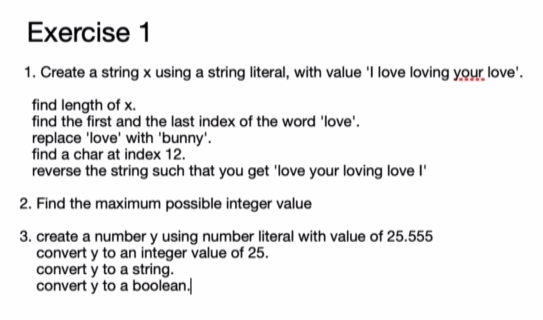 Exercise 1
1. Create a string x using a string literal, with value 'I love loving your love'.
find length of x.
find the first and the last index of the word 'love'.
replace 'love' with 'bunny'.
find a char at index 12.
reverse the string such that you get 'love your loving love I'
2. Find the maximum possible integer value
3. create a number y using number literal with value of 25.555
convert y to an integer value of 25.
convert y to a string.
convert y to a boolean.